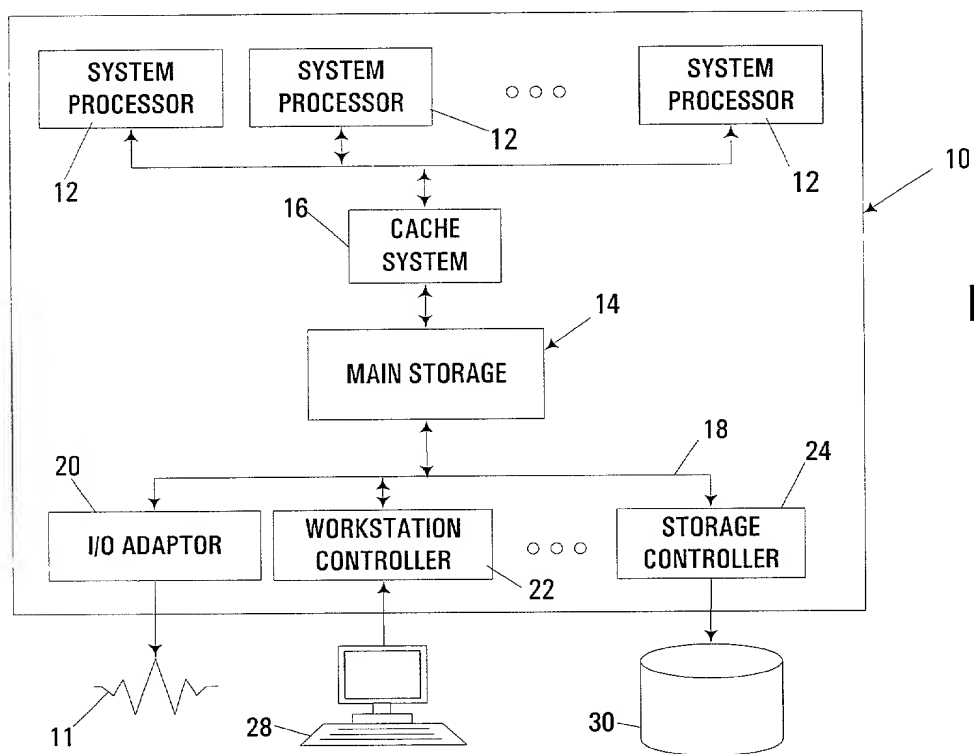 SYSTEM
PROCESSOR
12
SYSTEM
PROCESSOR
12
SYSTEM
PROCESSOR
12
10
16
CACHE
SYSTEM
14
MAIN STORAGE
18
20
I/O ADAPTOR
WORKSTATION
CONTROLLER
22
24
STORAGE
CONTROLLER
11
28
30